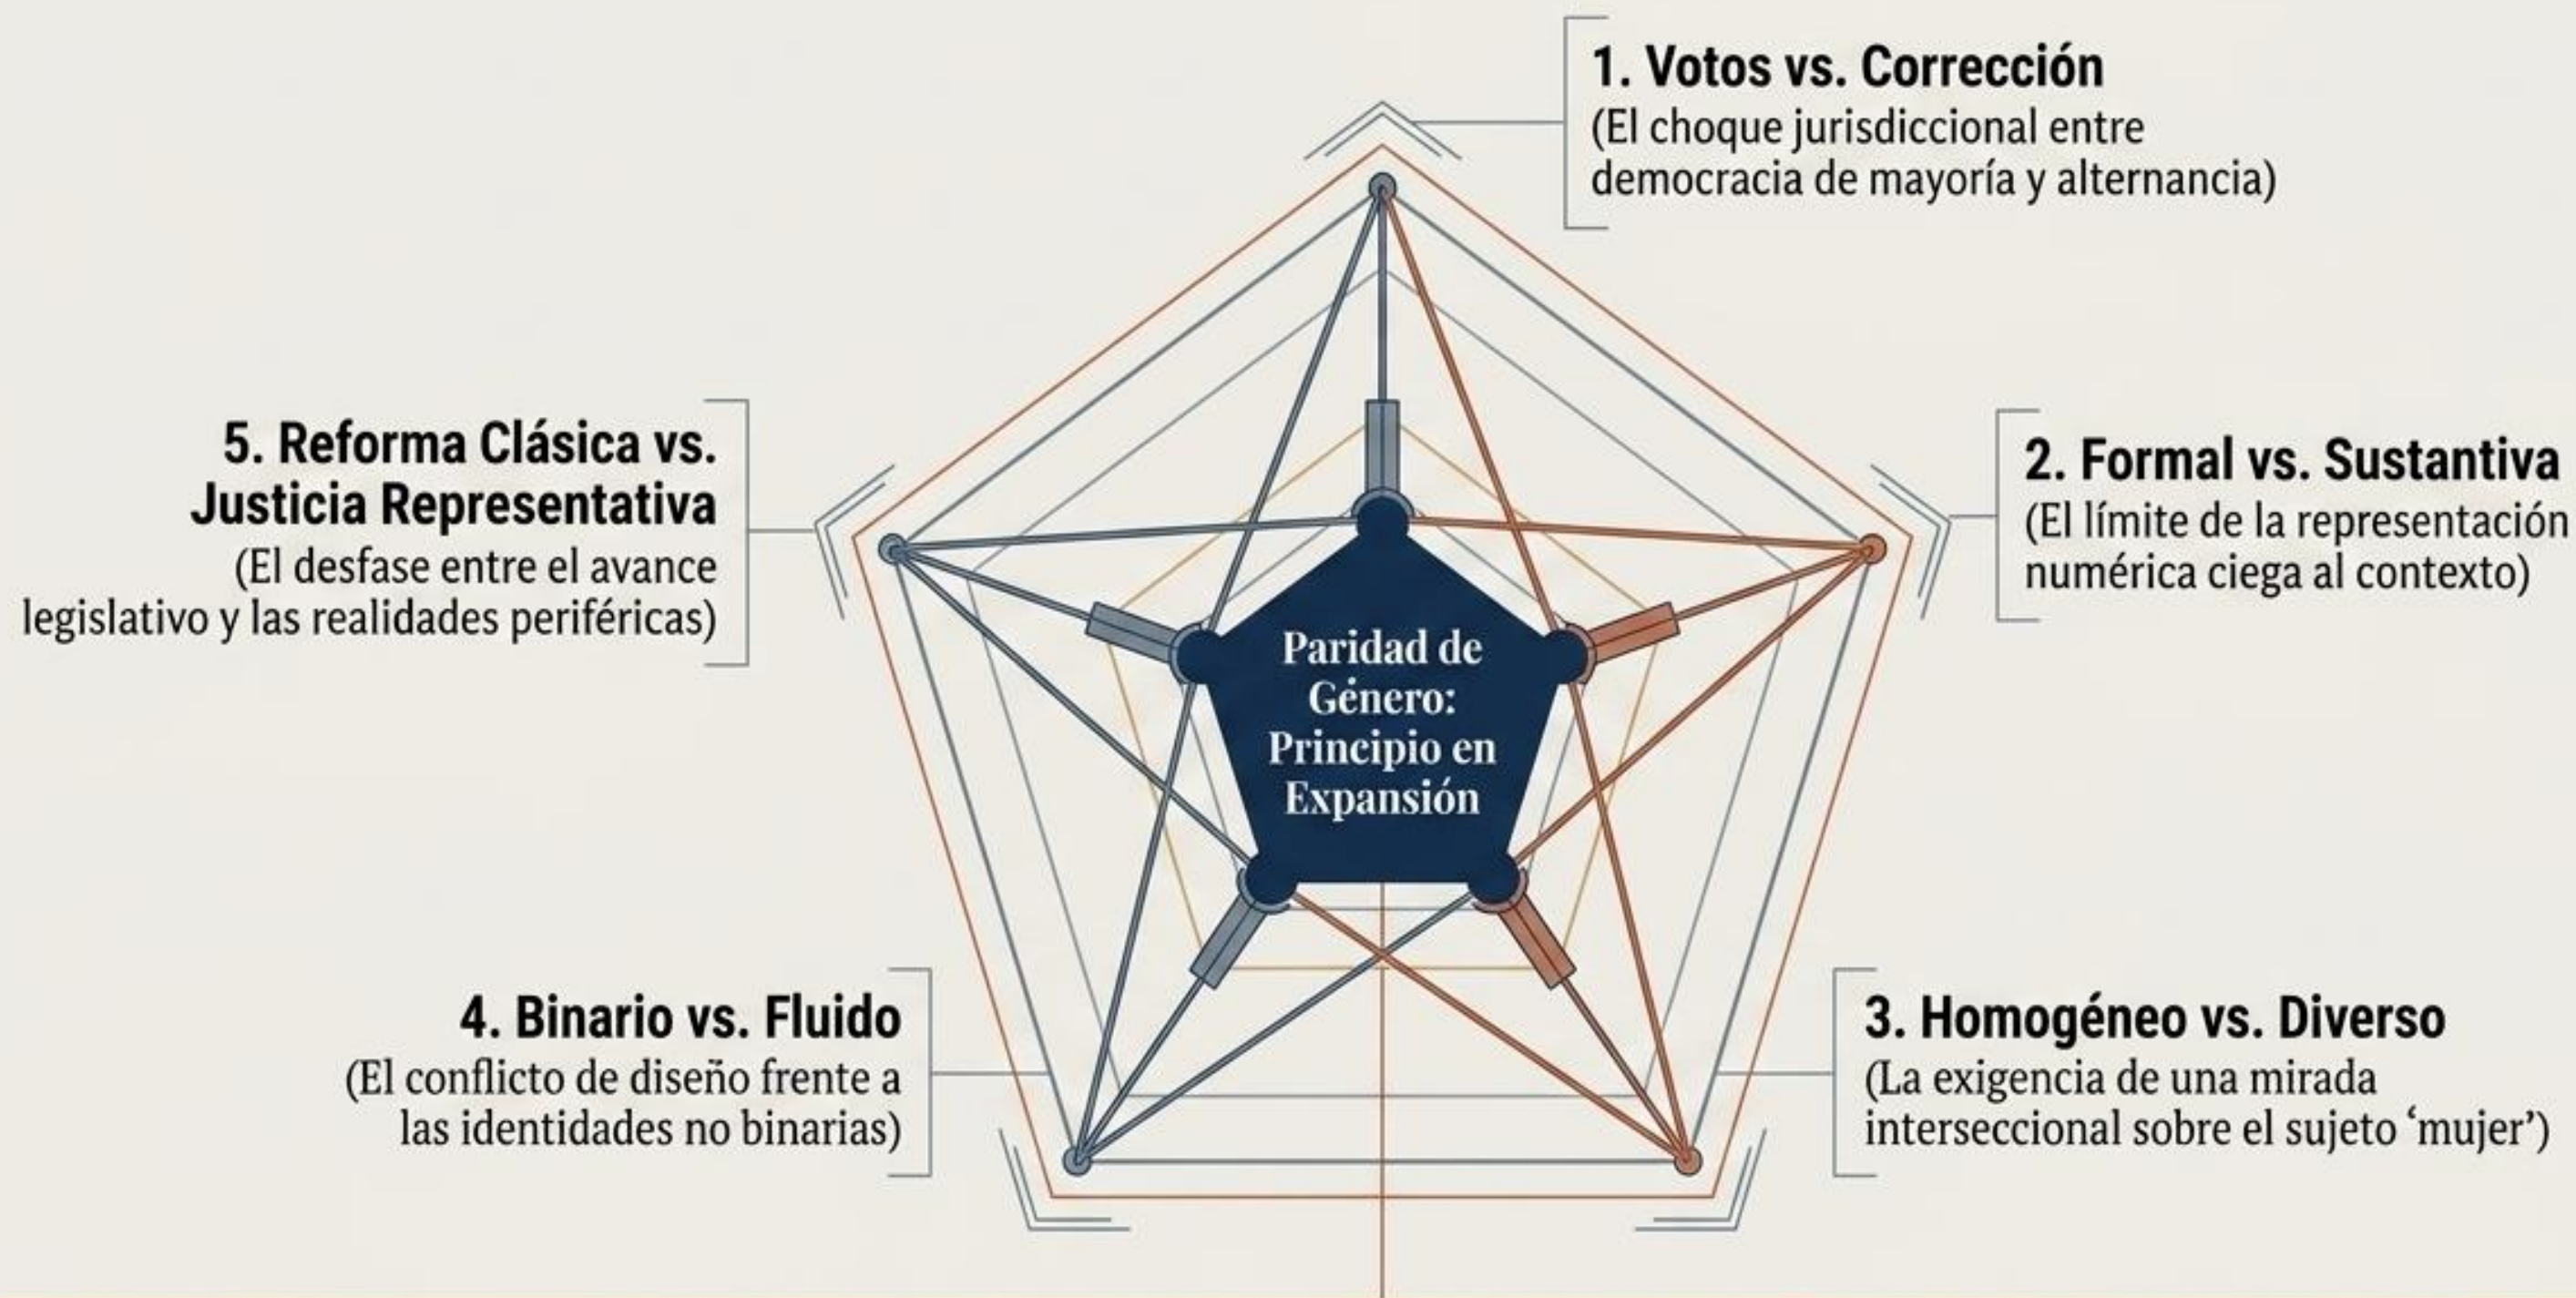 1. Votos vs. Corrección
(El choque jurisdiccional entre
democracia de mayoría y alternancia)
2. Formal vs. Sustantiva
(El límite de la representación
numérica ciega al contexto)
3. Homogéneo vs. Diverso
(La exigencia de una mirada
interseccional sobre el sujeto ‘mujer’)
4. Binario vs. Fluido
(El conflicto de diseño frente a
las identidades no binarias)
5. Reforma Clásica vs.
Justicia Representativa
(El desfase entre el avance
legislativo y las realidades periféricas)
Paridad de
Género:
Principio en
Expansión